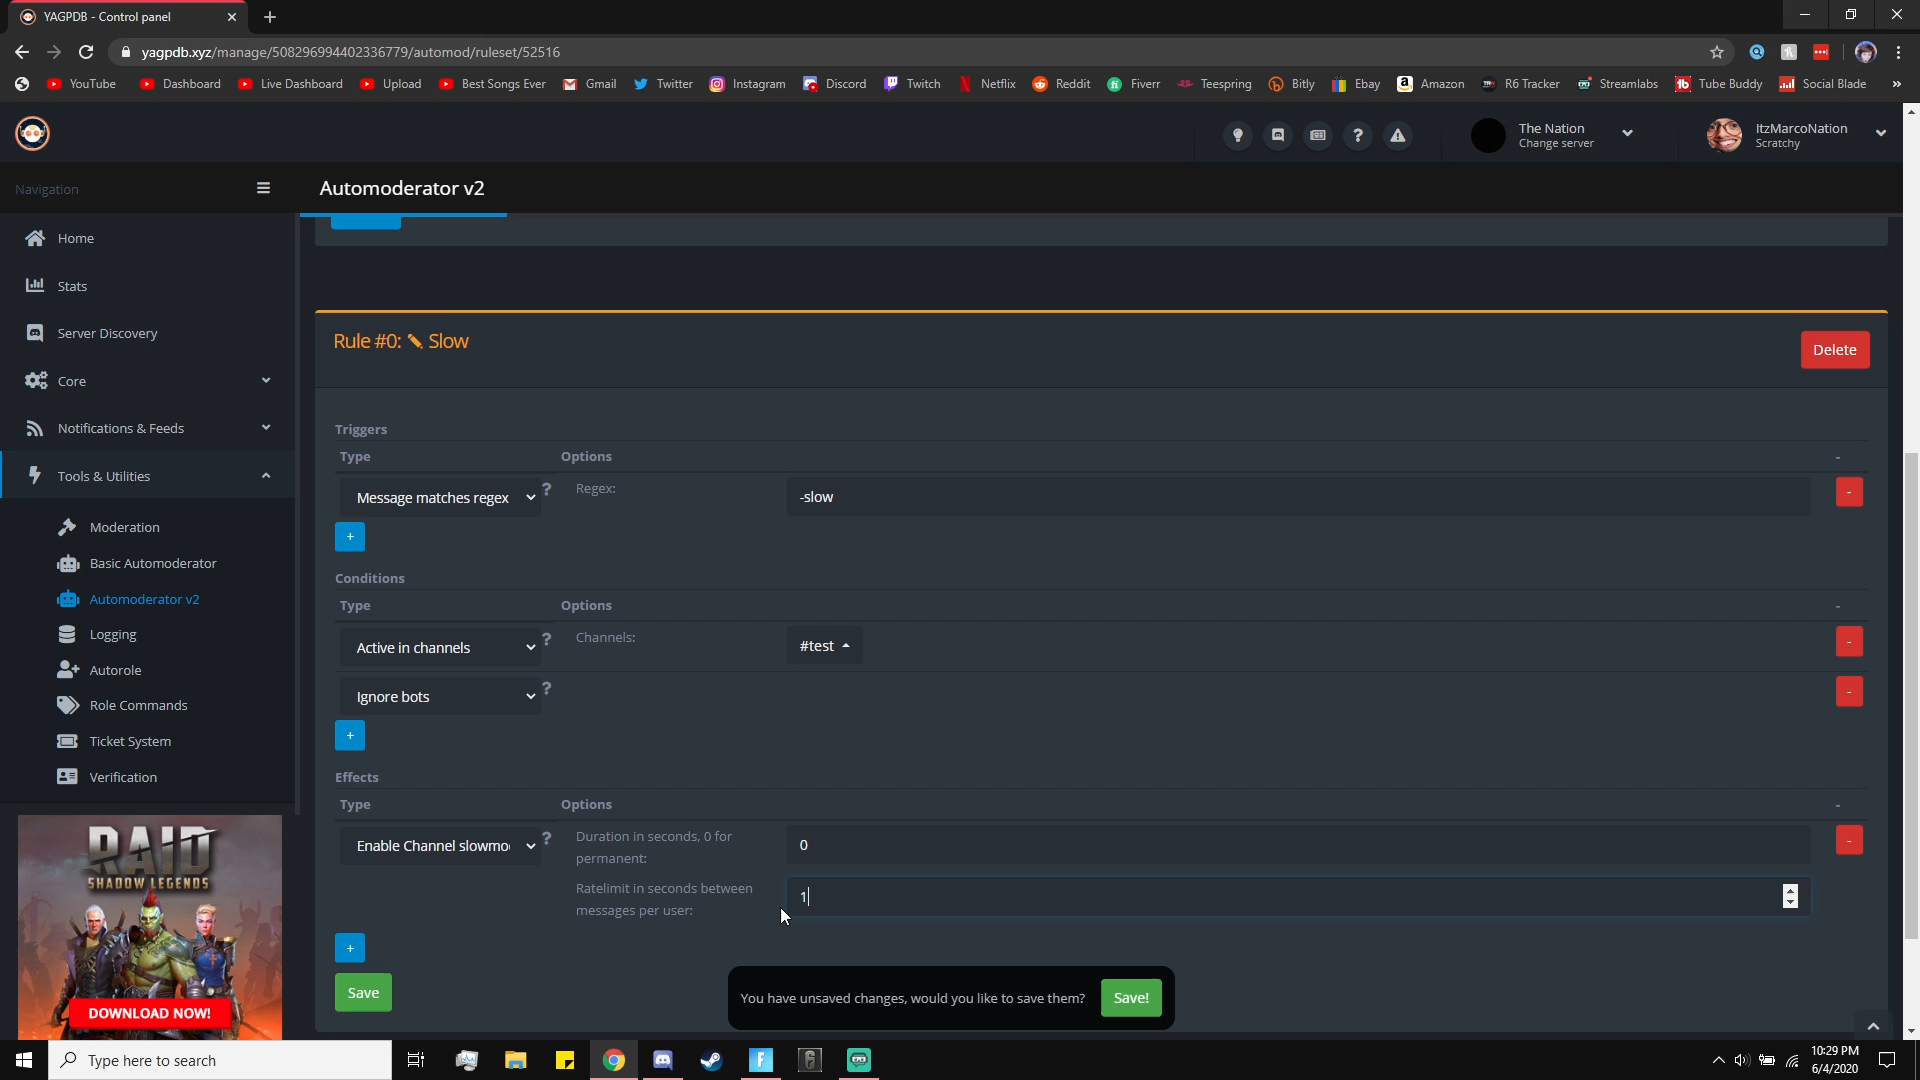 YAGPDB - Control panel
yagpdb.xyz/manage/508296994402336779/automod/ruleset/52516
YouTube Dashboard Live Dashboard Upload Best Songs Ever Gmail Twitter Instagram Discord Twitch Netflix Reddit Fiverr Teespring Bitly Ebay Amazon R6 Tracker Streamlabs Tube Buddy Social Blade »
The Nation
Change server
ItzMarcoNation
Scratchy
Navigation
Automoderator v2
Home
Stats
Server Discovery
Core
Notifications & Feeds
Tools & Utilities
Moderation
Basic Automoderator
Automoderator v2
Logging
Autorole
Role Commands
Ticket System
Verification
RAID
SHADOW LEGENDS
DOWNLOAD NOW!
Rule #0: Slow
Delete
Triggers
Type Options -
Message matches regex ? Regex: -slow -
+
Conditions
Type Options -
Active in channels ? Channels: #test -
Ignore bots ? -
+
Effects
Type Options -
Enable Channel slowmo ? Duration in seconds, 0 for permanent: 0 -
Ratelimit in seconds between messages per user: 1
+
Save
You have unsaved changes, would you like to save them? Save!
Type here to search
10:29 PM
6/4/2020